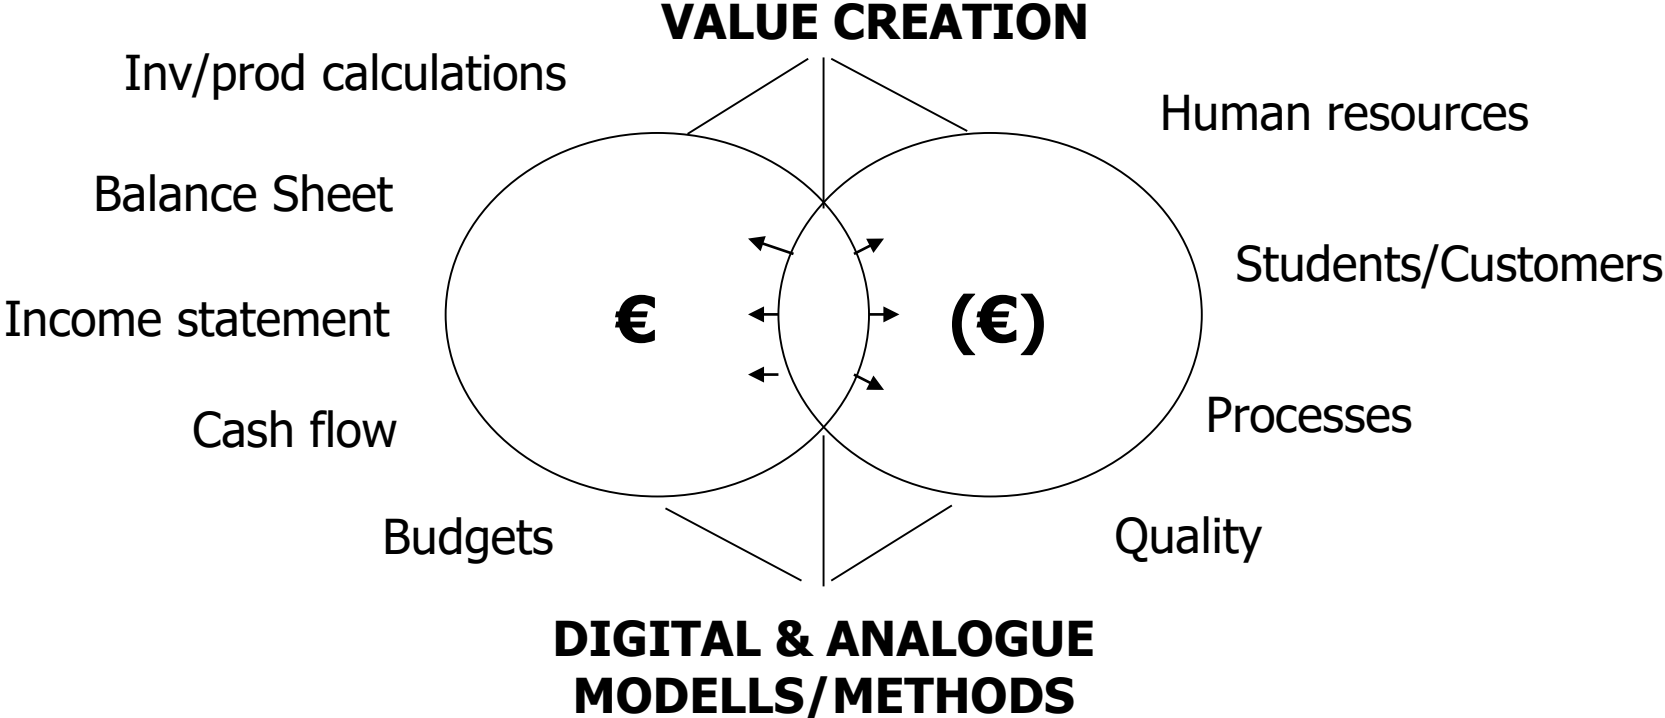 VALUE CREATION
Inv/prod calculations
Human resources
Balance Sheet
Students/Customers
Income statement
€
(€)
Cash flow
Processes
Budgets
Quality
DIGITAL & ANALOGUE
MODELLS/METHODS